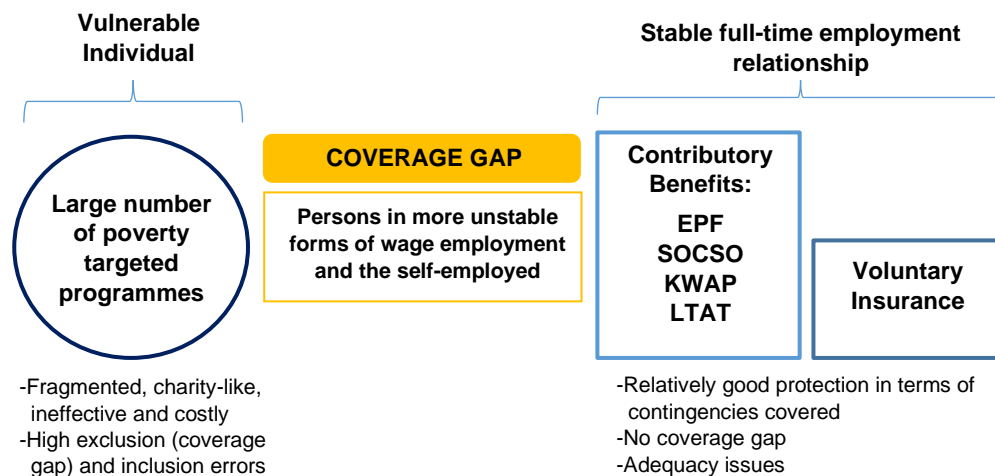 Vulnerable
Individual
Stable full-time employment
relationship
Large number
of poverty
targeted
programmes
COVERAGE GAP
Persons in more unstable
forms of wage employment
and the self-employed
Contributory
Benefits:
EPF
SOCSO
KWAP
LTAT
Voluntary
Insurance
-Fragmented, charity-like,
ineffective and costly
-High exclusion (coverage
gap) and inclusion errors
-Relatively good protection in terms of
contingencies covered
-No coverage gap
-Adequacy issues